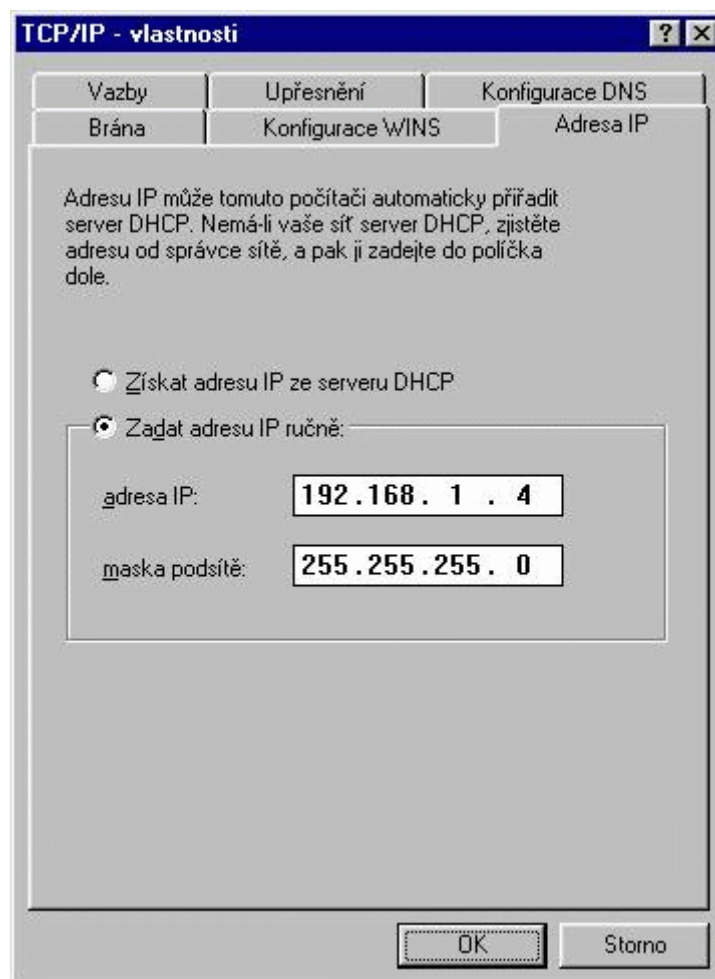 TCP/IP - vlastnosti
Vazby Upřesnění Konfigurace DNS
Brána Konfigurace WINS Adresa IP
Adresu IP může tomuto počítači automaticky přiřadit
server DHCP. Nemá-li vaše síť server DHCP, zjistěte
adresu od správce sítě, a pak ji zadejte do políčka
dole.
Získat adresu IP ze serveru DHCP
Zadat adresu IP ručně:
adresa IP: 192.168. 1 . 4
maska podsítě: 255.255.255. 0
OK Storno